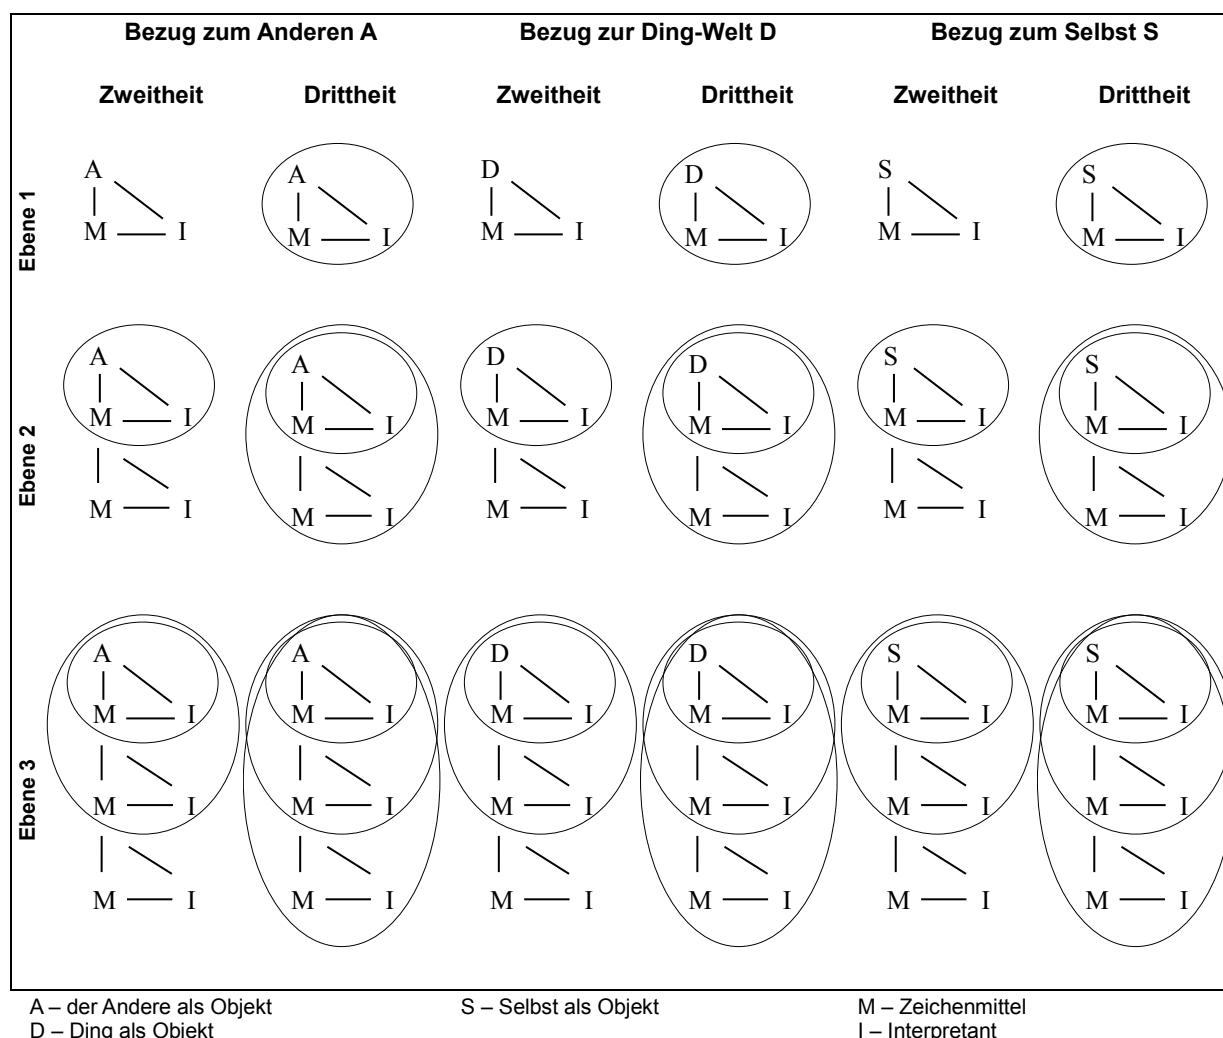 Bezug zum Anderen A Bezug zur Ding-Welt D Bezug zum Selbst S
Zweitheit Drittheit Zweitheit Drittheit Zweitheit Drittheit
Ebene 1
A A D D S S
M I M I M I M I M I M I
Ebene 2
A A D D S S
M I M I M I M I M I M I
M I M I M I M I M I M I
Ebene 3
A A D D S S
M I M I M I M I M I M I
M I M I M I M I M I M I
M I M I M I M I M I M I
A – der Andere als Objekt S – Selbst als Objekt M – Zeichenmittel
D – Ding als Objekt I – Interpretant